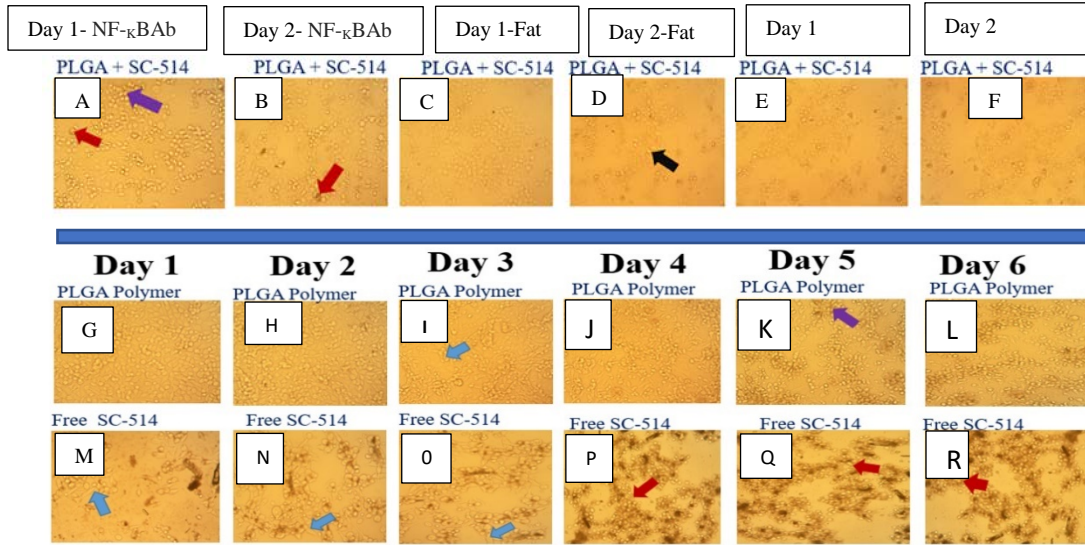 Day 1- NF-κBAb
Day 2- NF-κBAb
Day 1-Fat
Day 2-Fat
Day 1
Day 2
PLGA + SC-514
PLGA + SC-514
PLGA + SC-514
PLGA + SC-514
PLGA + SC-514
PLGA + SC-514
A
B
C
D
E
F
Day 1
Day 2
Day 3
Day 4
Day 5
Day 6
PLGA Polymer
PLGA Polymer
PLGA Polymer
PLGA Polymer
PLGA Polymer
PLGA Polymer
G
H
I
J
K
L
Free SC-514
Free SC-514
Free SC-514
Free SC-514
Free SC-514
Free SC-514
M
N
0
P
Q
R